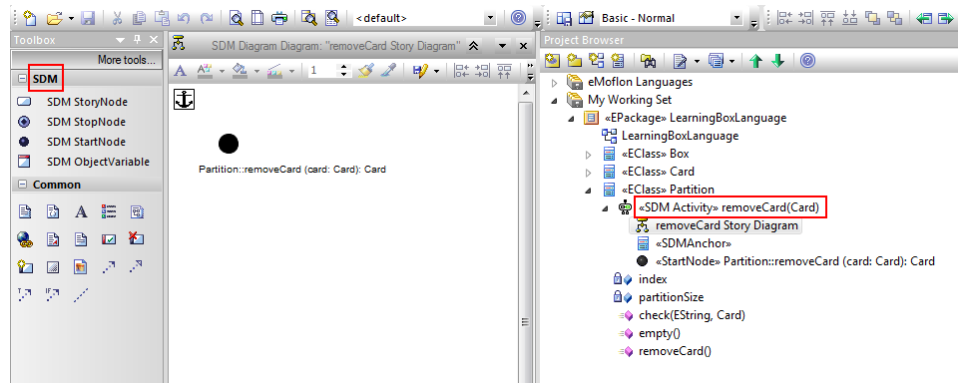 <default>
Basic - Normal
Toolbox
More tools...
SDM
SDM StoryNode
SDM StopNode
SDM StartNode
SDM ObjectVariable
Common
SDM Diagram Diagram: "removeCard Story Diagram"
1
Partition::removeCard (card: Card): Card
Project Browser
eMoflon Languages
My Working Set
«EPackage» LearningBoxLanguage
LearningBoxLanguage
«EClass» Box
«EClass» Card
«EClass» Partition
«SDM Activity» removeCard(Card)
removeCard Story Diagram
«SDMAnchor»
«StartNode» Partition::removeCard (card: Card): Card
index
partitionSize
check(EString, Card)
empty()
removeCard()